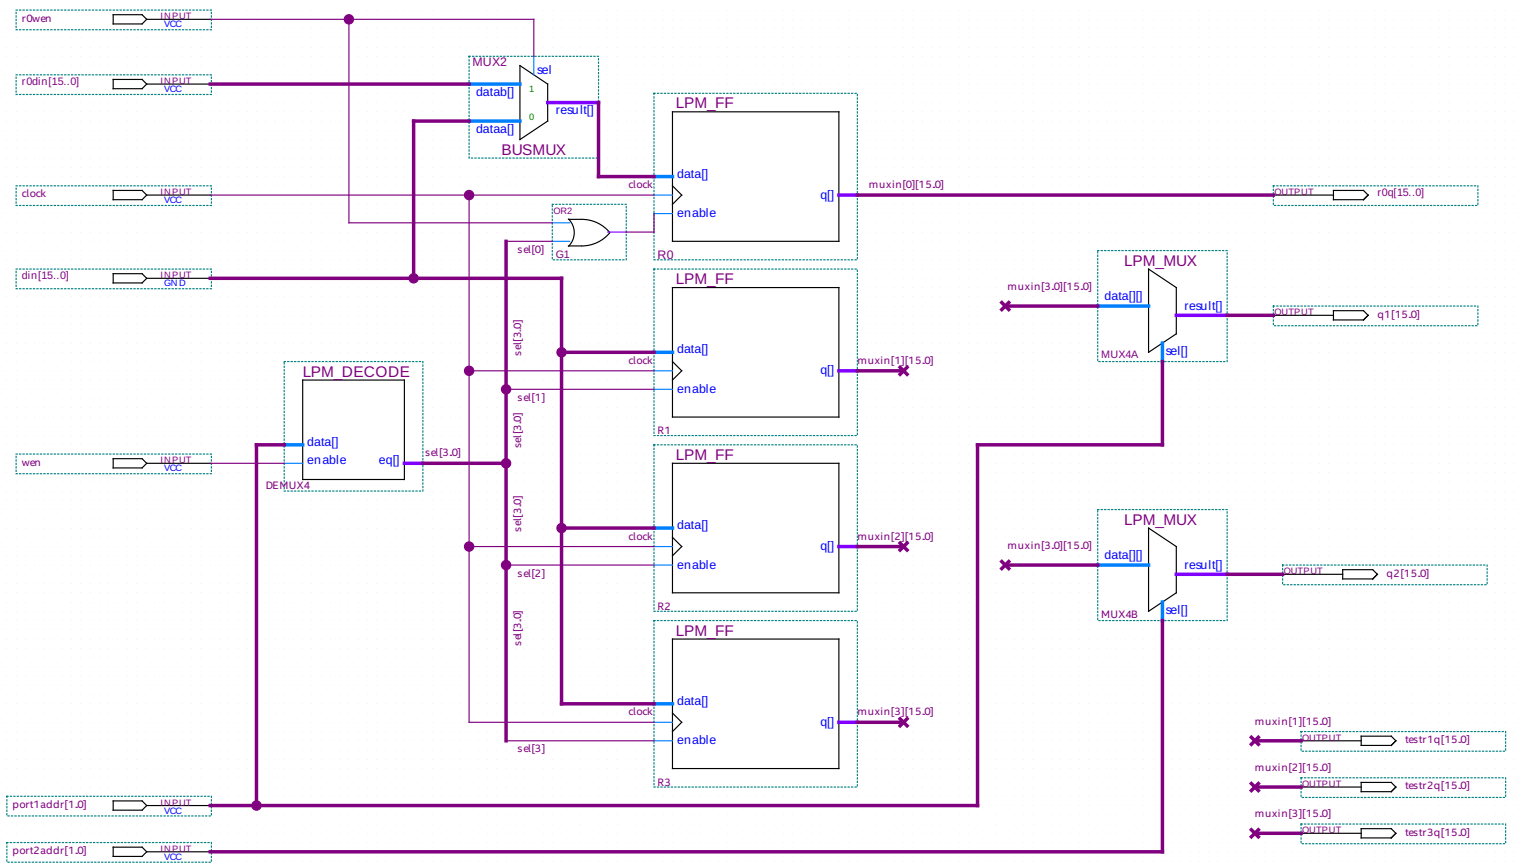 r0wen
INPUT
VCC
r0din[15..0]
INPUT
VCC
MUX2
sel
datab[]
1
result[]
dataa[]
0
BUSMUX
clock
INPUT
VCC
din[15..0]
INPUT
GND
OR2
sel[0]
G1
LPM_FF
data[]
clock
enable
q[]
R0
muxin[0][15..0]
OUTPUT
r0q[15..0]
LPM_FF
data[]
clock
enable
q[]
R1
muxin[1][15..0]
sel[3..0]
sel[1]
sel[3..0]
LPM_MUX
muxin[3..0][15..0]
data[][]
result[]
sel[]
MUX4A
OUTPUT
q1[15..0]
LPM_DECODE
data[]
enable
eq[]
DEMUX4
sel[3..0]
wen
INPUT
VCC
LPM_FF
data[]
clock
enable
q[]
R2
muxin[2][15..0]
sel[3..0]
sel[2]
sel[3..0]
LPM_MUX
muxin[3..0][15..0]
data[][]
result[]
sel[]
MUX4B
OUTPUT
q2[15..0]
LPM_FF
data[]
clock
enable
q[]
R3
muxin[3][15..0]
sel[3]
muxin[1][15..0]
OUTPUT
testr1q[15..0]
muxin[2][15..0]
OUTPUT
testr2q[15..0]
muxin[3][15..0]
OUTPUT
testr3q[15..0]
port1addr[1..0]
INPUT
VCC
port2addr[1..0]
INPUT
VCC